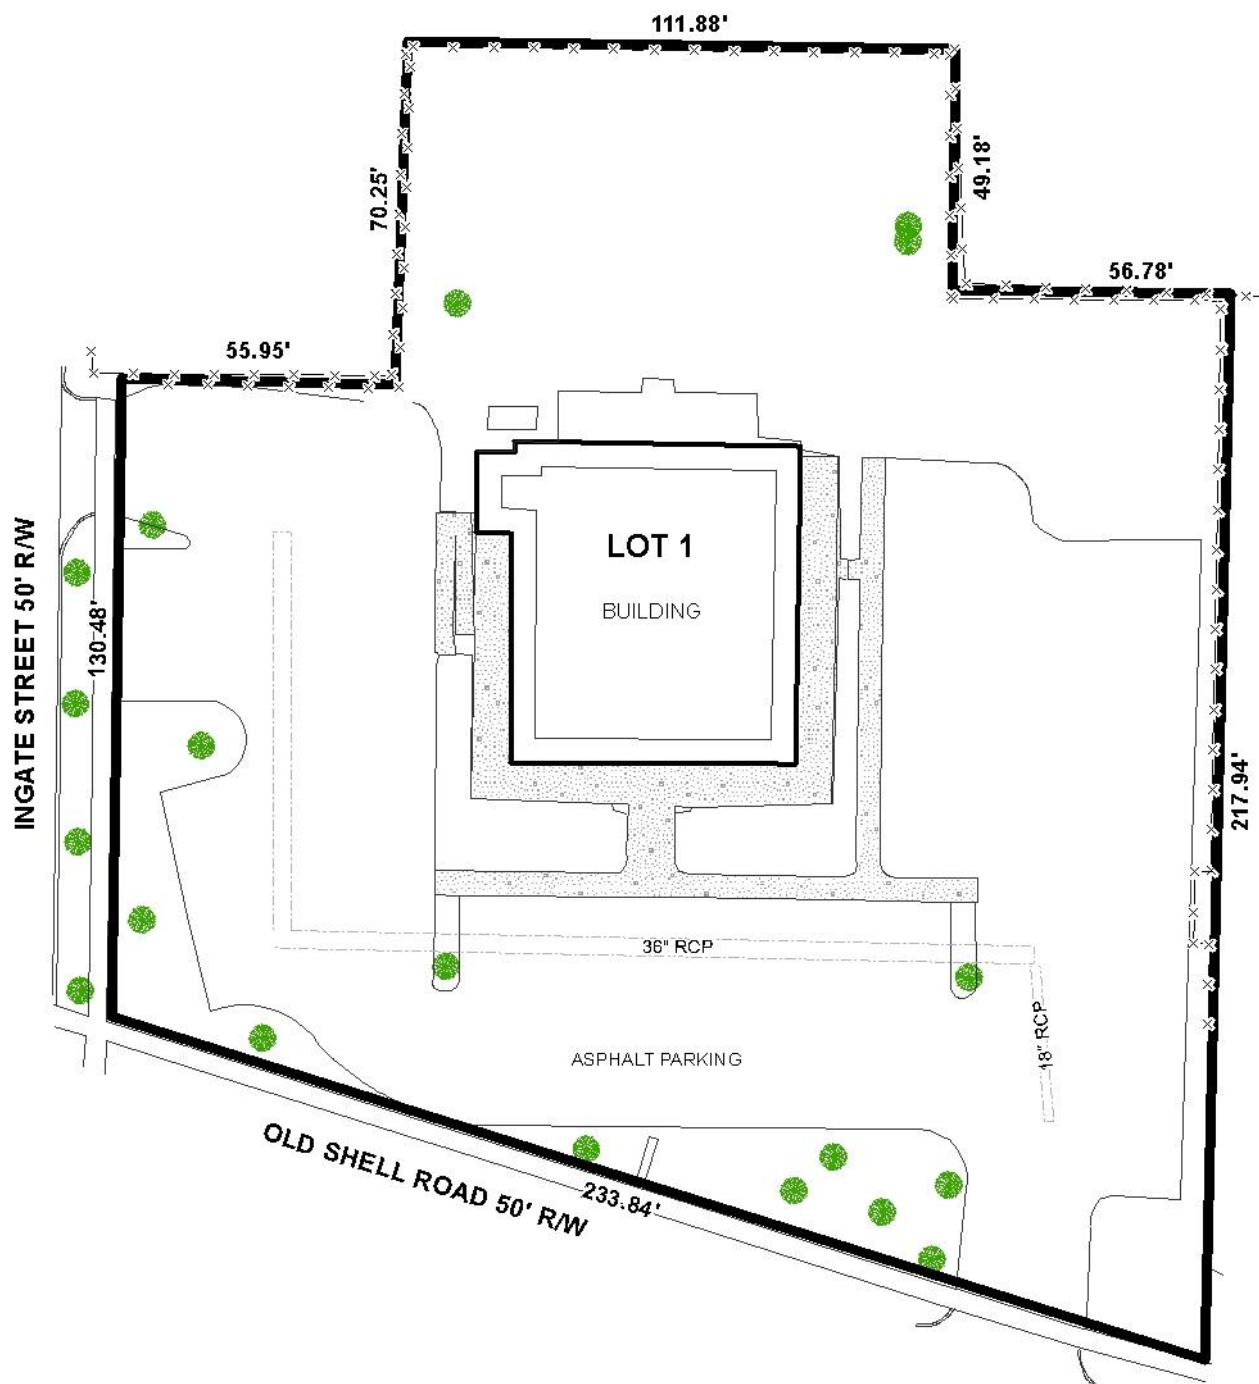 111.88'
70.25'
49.18'
56.78'
55.95'
LOT 1
BUILDING
INGATE STREET 50' R/W
130.48'
217.94'
36" RCP
18" RCP
ASPHALT PARKING
OLD SHELL ROAD 50' R/W
233.84'